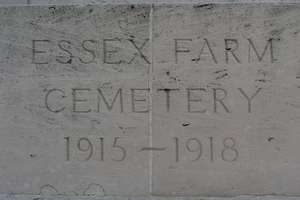 ESSEX FARM
CEMETERY
1915 – 1918